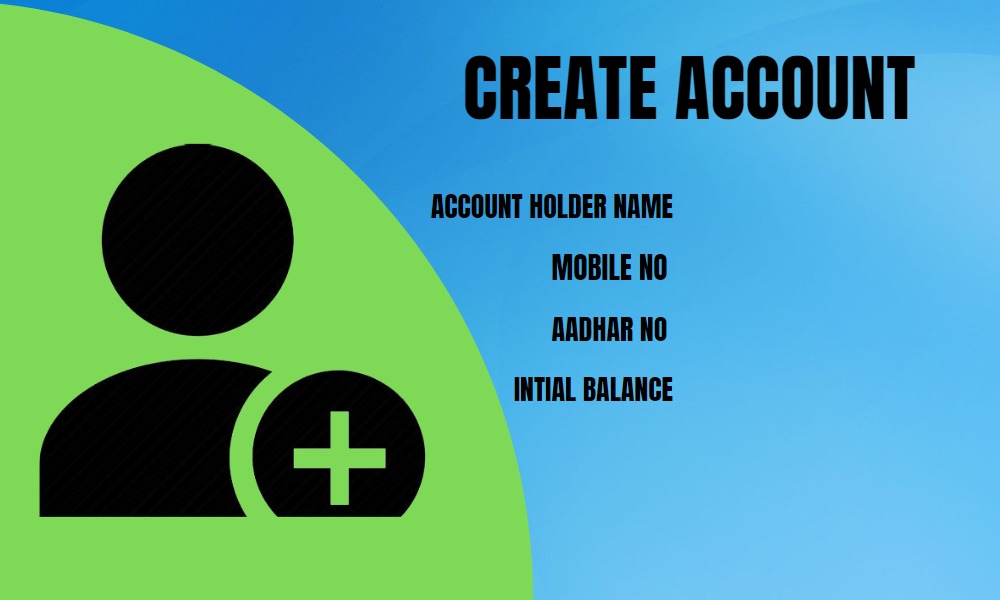 CREATE ACCOUNT
ACCOUNT HOLDER NAME
MOBILE NO
AADHAR NO
INTIAL BALANCE